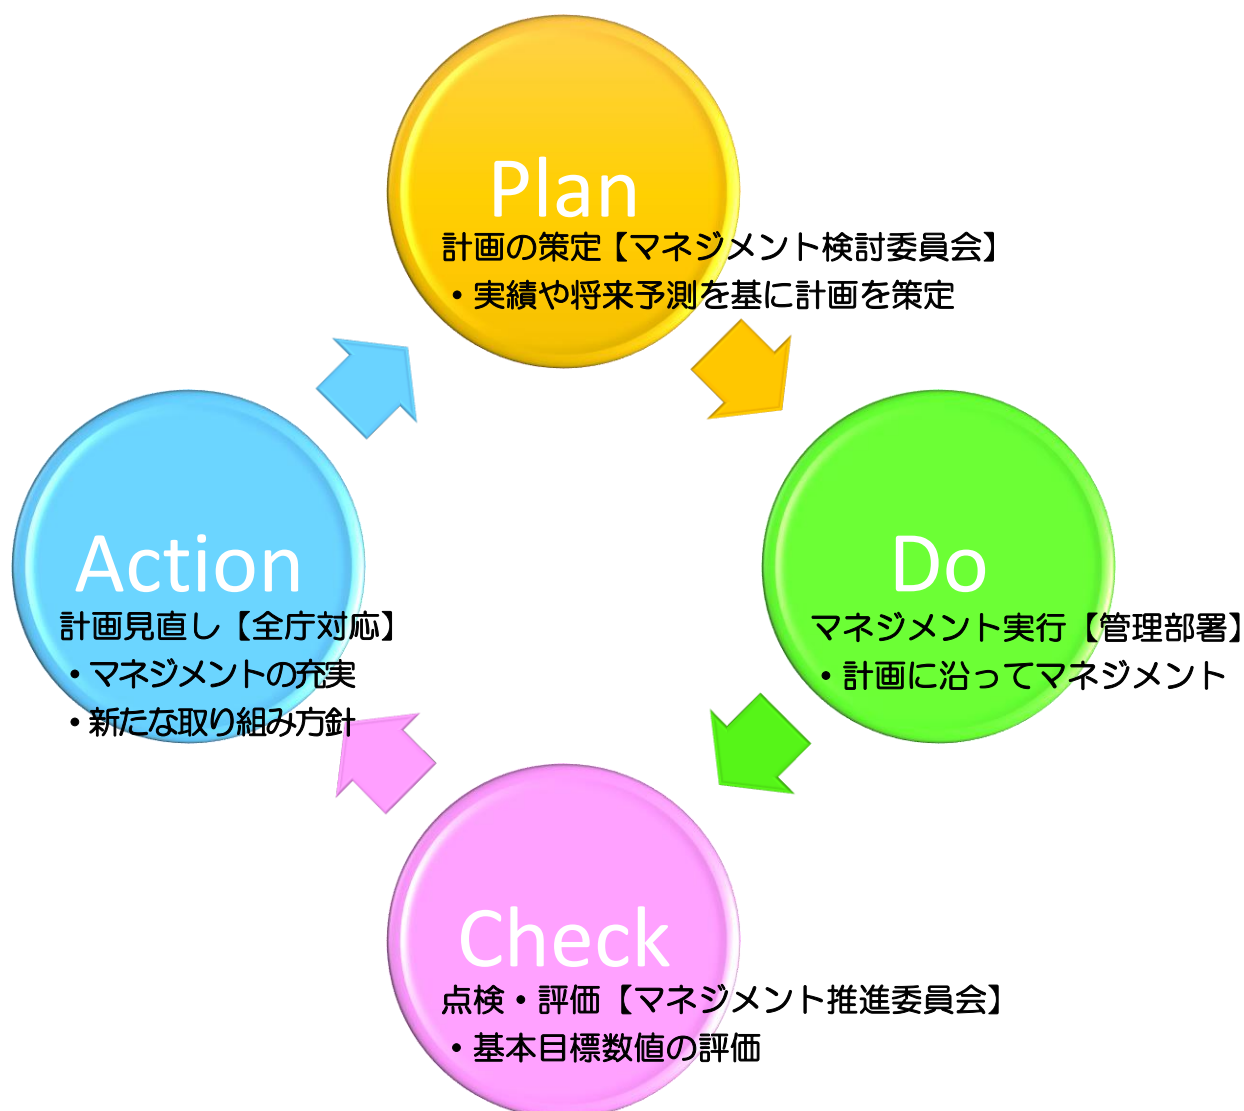 Plan
計画の策定【マネジメント検討委員会】
・実績や将来予測を基に計画を策定
Action
計画見直し【全庁対応】
・マネジメントの充実
・新たな取り組み方針
Do
マネジメント実行【管理部署】
・計画に沿ってマネジメント
Check
点検・評価【マネジメント推進委員会】
・基本目標数値の評価